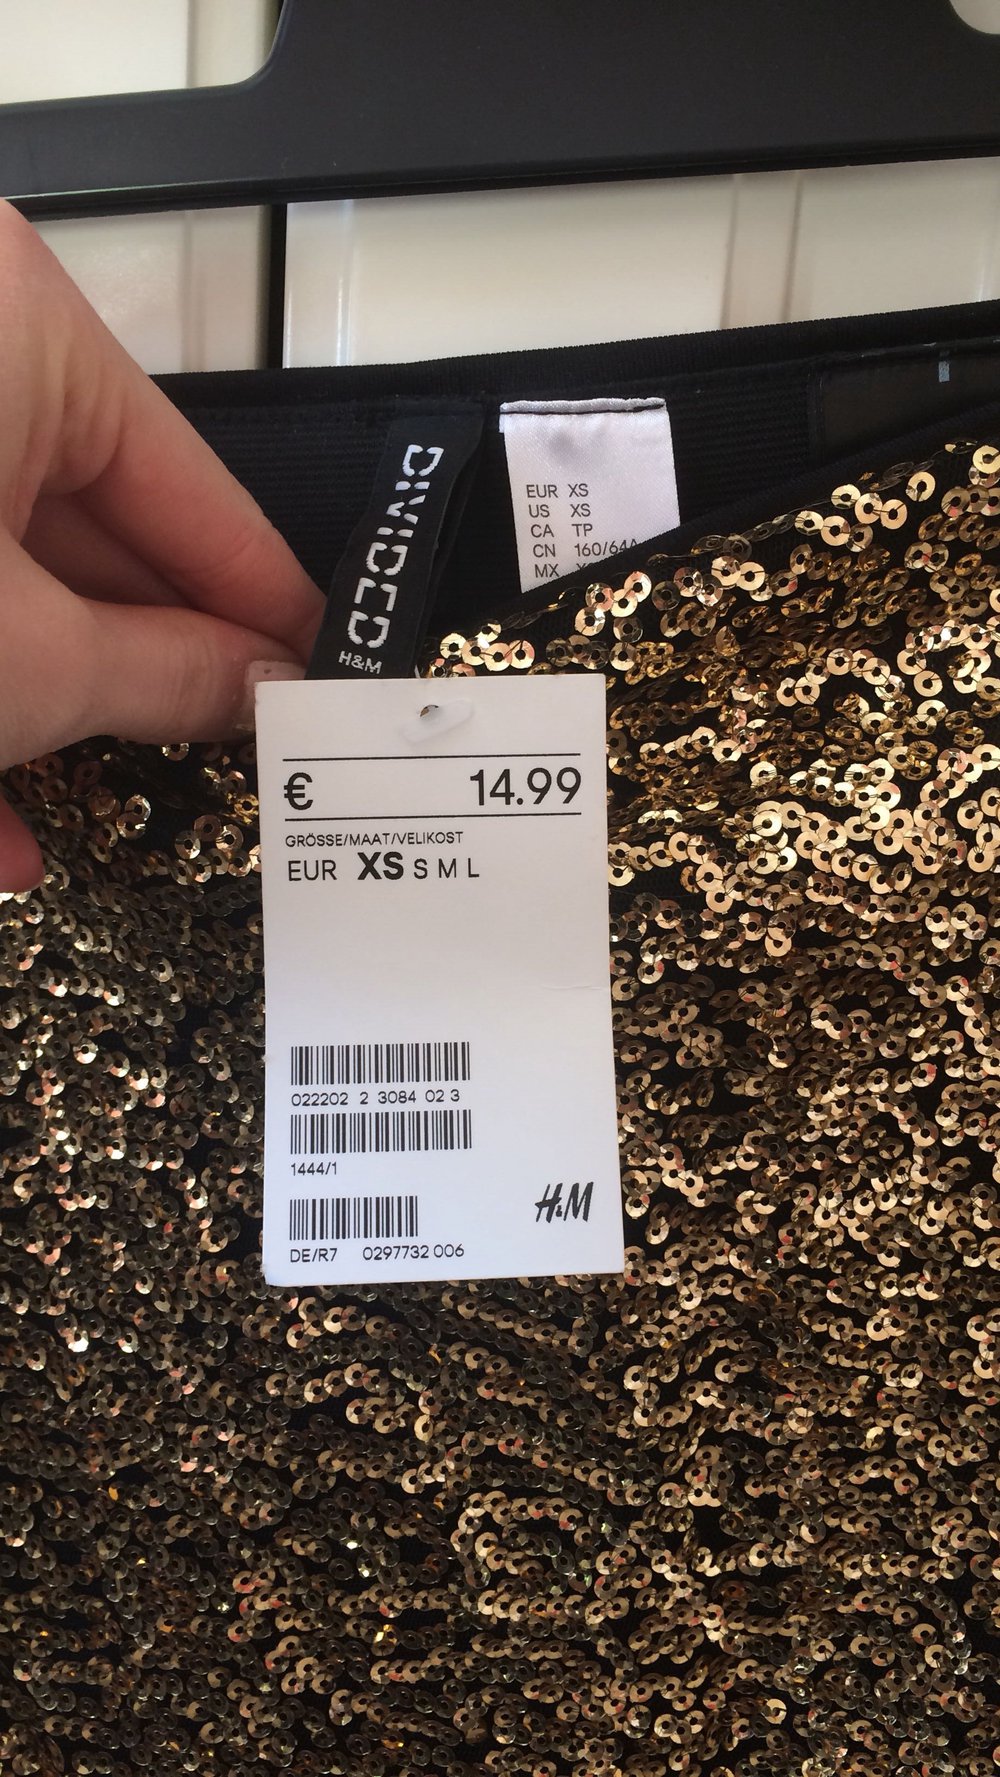 DIVIDED
H&M
EUR XS
US XS
CA TP
CN 160/64A
MX
€ 14.99
GRÖSSE/MAAT/VELIKOST
EUR XS S M L
022202 2 3084 02 3
1444/1
DE/R7 0297732 006
H&M